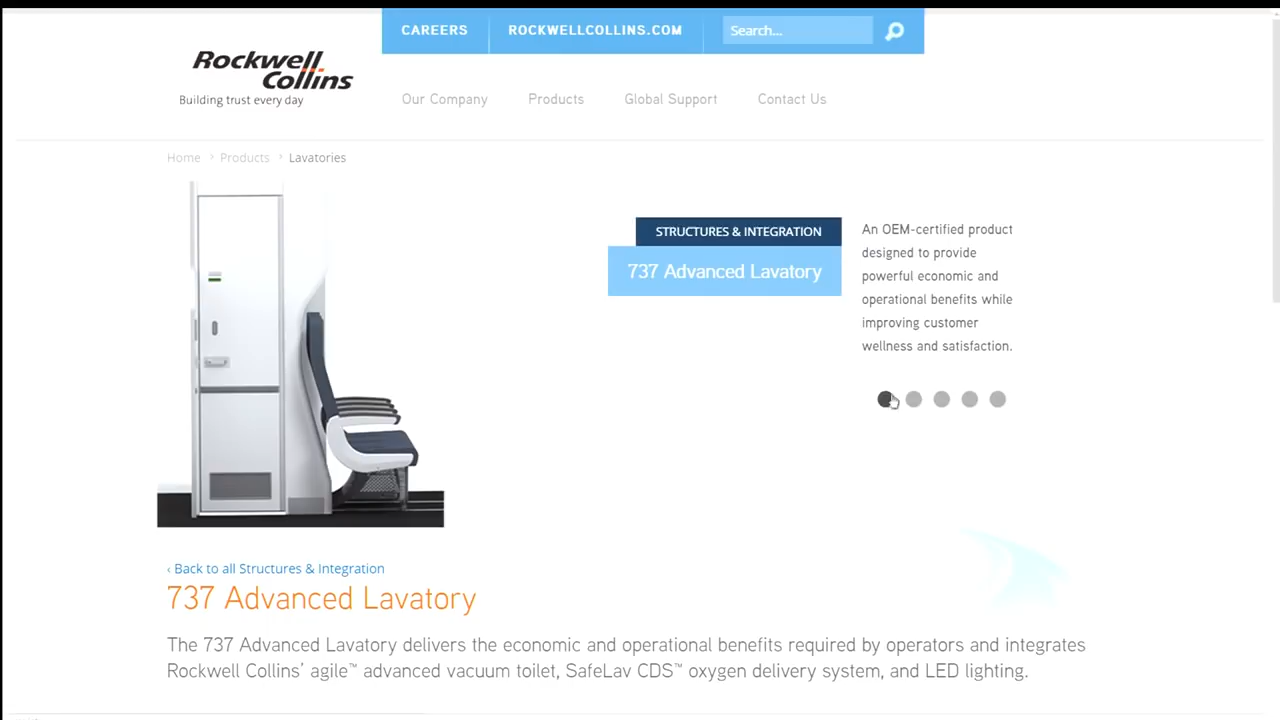 CAREERS
ROCKWELLCOLLINS.COM
Search...
Rockwell
Collins
Building trust every day
Our Company
Products
Global Support
Contact Us
Home › Products › Lavatories
STRUCTURES & INTEGRATION
737 Advanced Lavatory
An OEM-certified product
designed to provide
powerful economic and
operational benefits while
improving customer
wellness and satisfaction.
‹ Back to all Structures & Integration
737 Advanced Lavatory
The 737 Advanced Lavatory delivers the economic and operational benefits required by operators and integrates
Rockwell Collins’ agile™ advanced vacuum toilet, SafeLav CDS™ oxygen delivery system, and LED lighting.